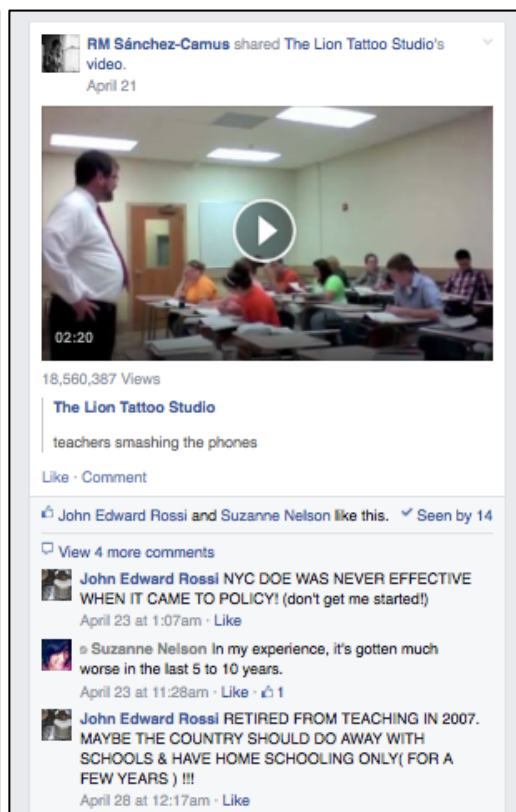 RM Sánchez-Camus shared The Lion Tattoo Studio's
video.
April 21
02:20
18,560,387 Views
The Lion Tattoo Studio
teachers smashing the phones
Like · Comment
John Edward Rossi and Suzanne Nelson like this. Seen by 14
View 4 more comments
John Edward Rossi NYC DOE WAS NEVER EFFECTIVE
WHEN IT CAME TO POLICY! (don't get me started!)
April 23 at 1:07am · Like
Suzanne Nelson In my experience, it's gotten much
worse in the last 5 to 10 years.
April 23 at 11:28am · Like · 1
John Edward Rossi RETIRED FROM TEACHING IN 2007.
MAYBE THE COUNTRY SHOULD DO AWAY WITH
SCHOOLS & HAVE HOME SCHOOLING ONLY( FOR A
FEW YEARS ) !!!
April 28 at 12:17am · Like